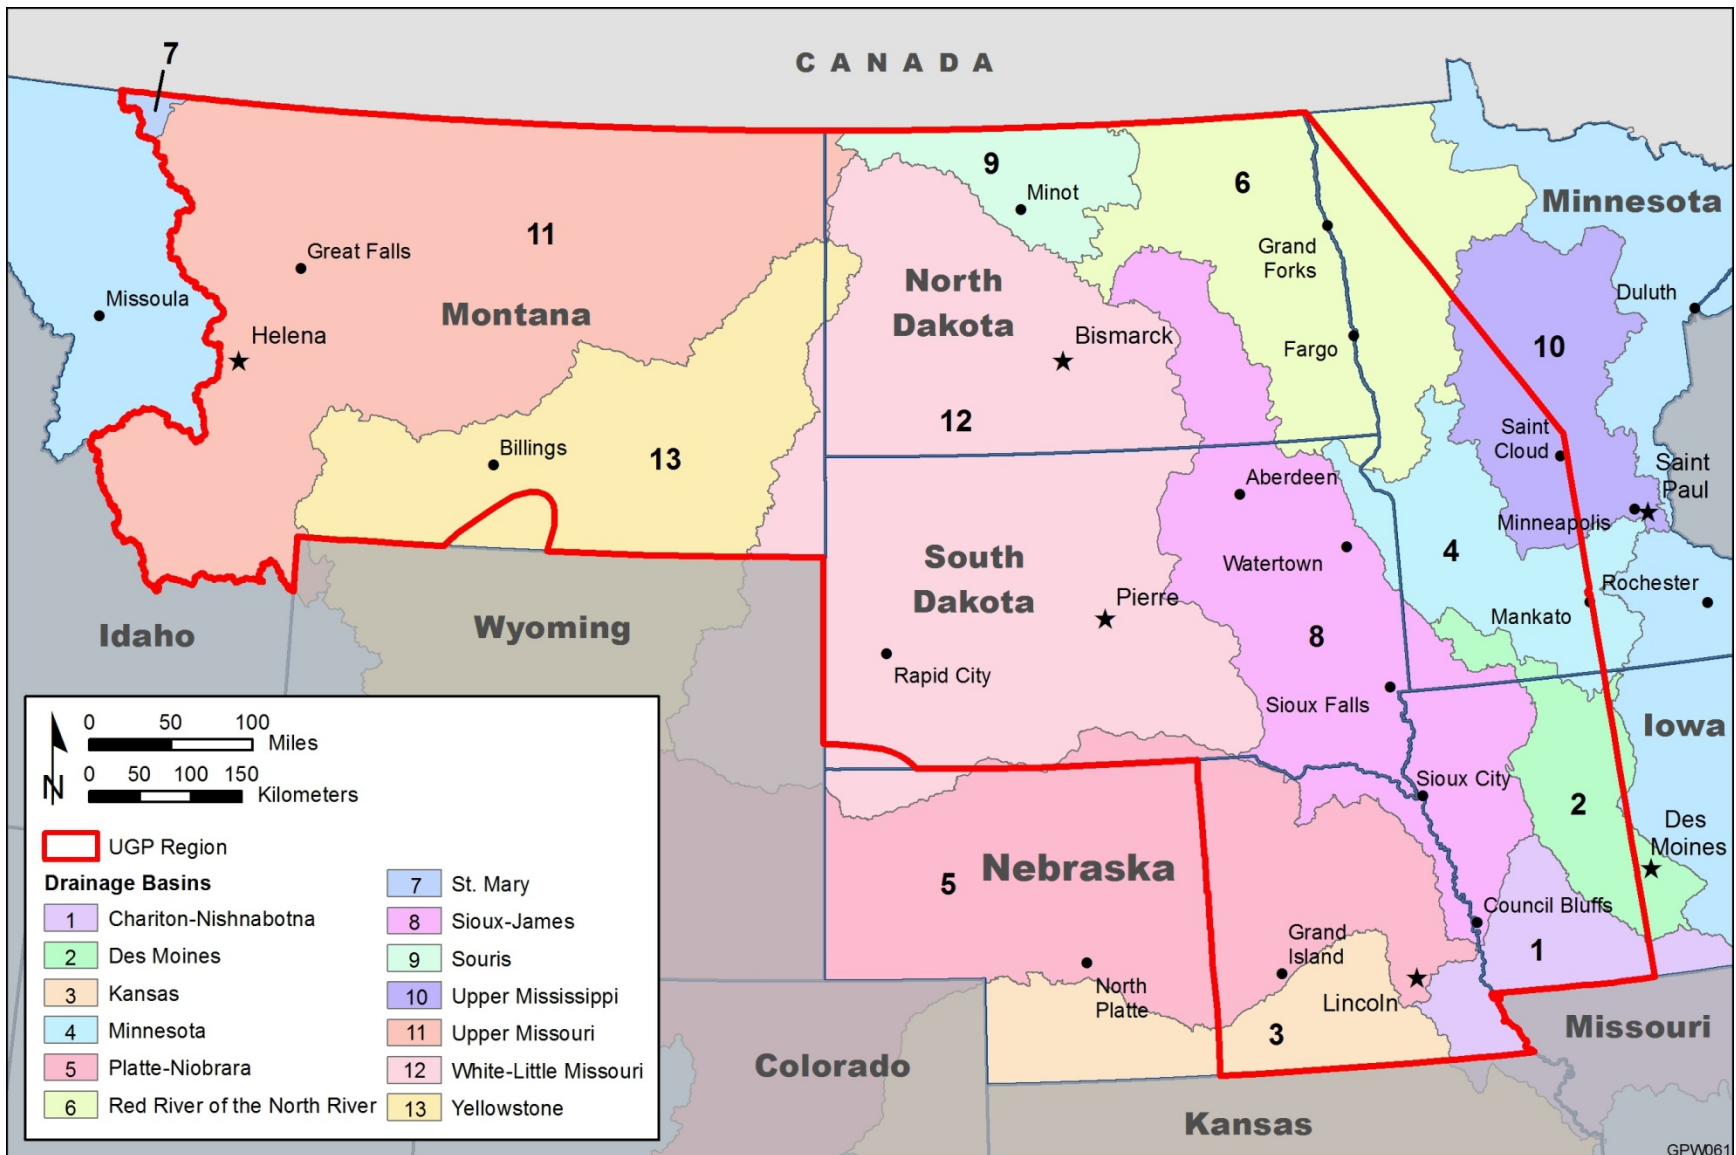 CANADA
7
9
Minot
6
Minnesota
11
Great Falls
Grand
Forks
North
Dakota
Missoula
Montana
Duluth
Helena
Bismarck
Fargo
10
12
Saint
Cloud
Billings
13
Saint
Paul
Aberdeen
Minneapolis
South
Dakota
Watertown
4
Rochester
Pierre
Mankato
Idaho
Wyoming
8
Rapid City
Sioux Falls
Iowa
Sioux City
2
Des
Moines
5
Nebraska
Council Bluffs
Grand
Island
1
North
Platte
Lincoln
3
Missouri
Colorado
Kansas
0 50 100
Miles
0 50 100 150
Kilometers
N
UGP Region
Drainage Basins
1 Chariton-Nishnabotna
2 Des Moines
3 Kansas
4 Minnesota
5 Platte-Niobrara
6 Red River of the North River
7 St. Mary
8 Sioux-James
9 Souris
10 Upper Mississippi
11 Upper Missouri
12 White-Little Missouri
13 Yellowstone
GPW061